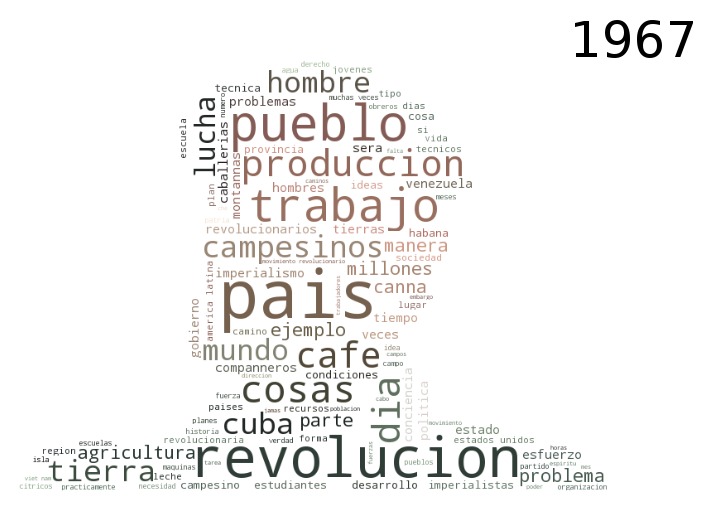 1967
derecho
agua jovenes
hombre
tecnica
tipo
muchas veces
numero
problemas
obreros dias
lucha
pueblo
cosa
escuela
caballerias
si
vida
provincia
sera
falta
tecnicos
produccion
montannas
caminos
plan
hombres
ideas
venezuela
trabajo
meses
patria
revolucionarios
tierras
habana
campesinos
manera
sociedad
movimiento revolucionario
america latina
imperialismo
millones
pais
trabajadores
canna
embargo
lugar
gobierno
tiempo
camino
ejemplo
veces
mundo
cafe
idea
campos
companneros
campo
condiciones
direccion
cosas
dia
conciencia
politica
fuerza
cabo
paises
jamas
recursos
poblacion
planes
cuba
parte
movimiento
historia
estado
revolucionaria
verdad
forma
estados unidos
escuelas
region
agricultura
revolucion
fuerzas
horas
esfuerzo
isla
tarea
pueblos
partido
espiritu
mes
tierra
maquinas
viet nam
leche
problema
citricos
practicamente
necesidad
campesino
estudiantes
desarrollo
imperialistas
poder
organizacion